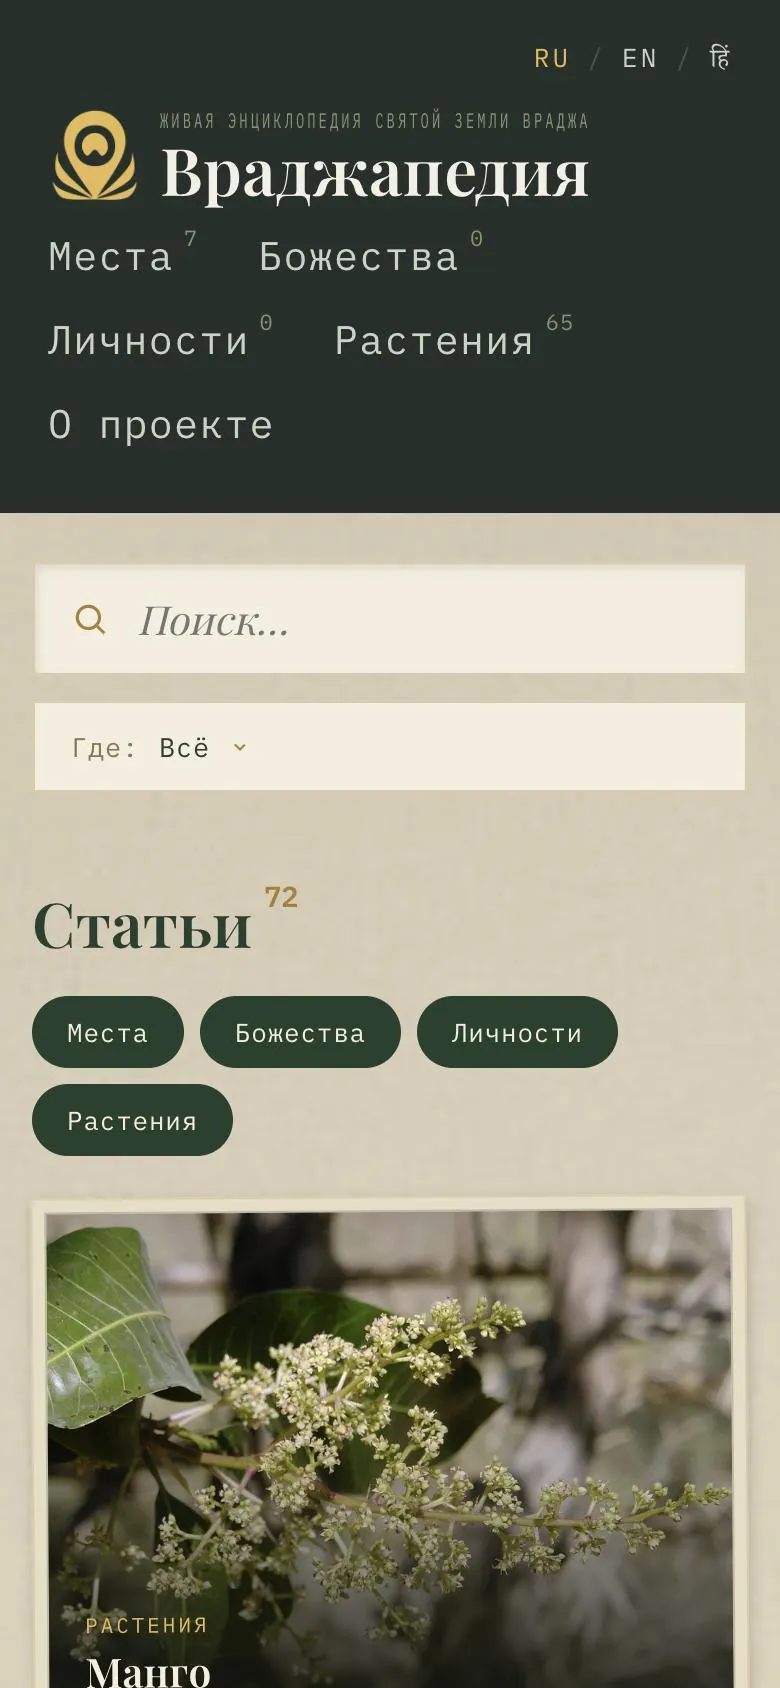 RU / EN / हिं
ЖИВАЯ ЭНЦИКЛОПЕДИЯ СВЯТОЙ ЗЕМЛИ ВРАДЖА
Враджапедия
Места 7 Божества 0
Личности 0 Растения 65
О проекте
Поиск...
Где: Всё
Статьи 72
Места Божества Личности
Растения
РАСТЕНИЯ
Манго